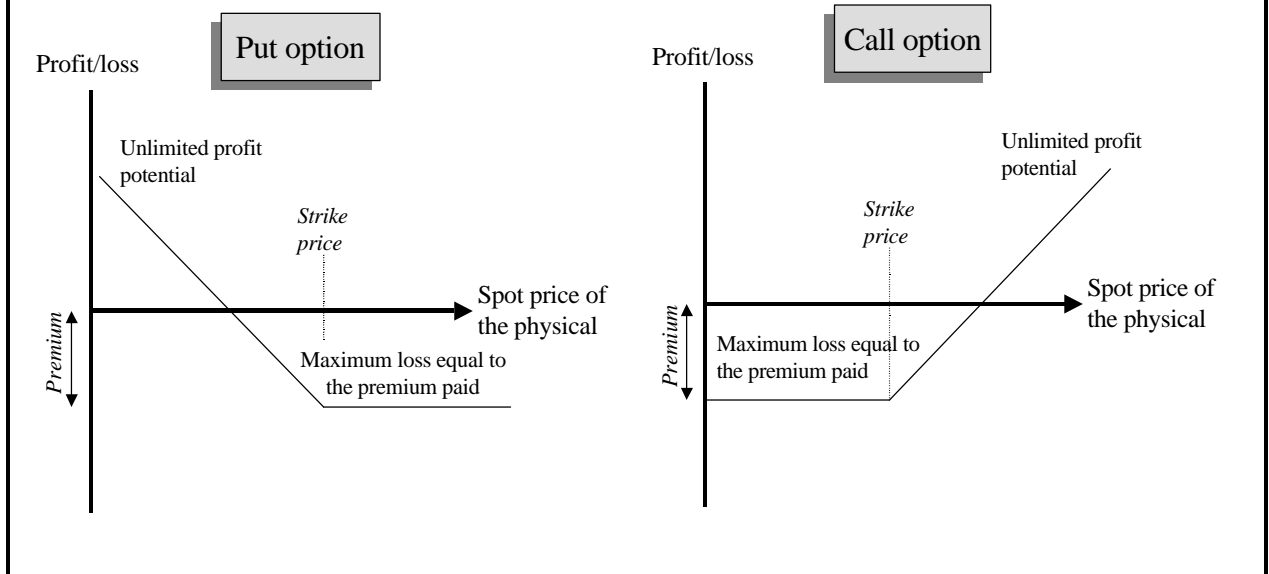 Put option
Profit/loss
Unlimited profit
potential
Strike
price
Spot price of
the physical
Premium
Maximum loss equal to
the premium paid
Call option
Profit/loss
Unlimited profit
potential
Strike
price
Spot price of
the physical
Premium
Maximum loss equal to
the premium paid